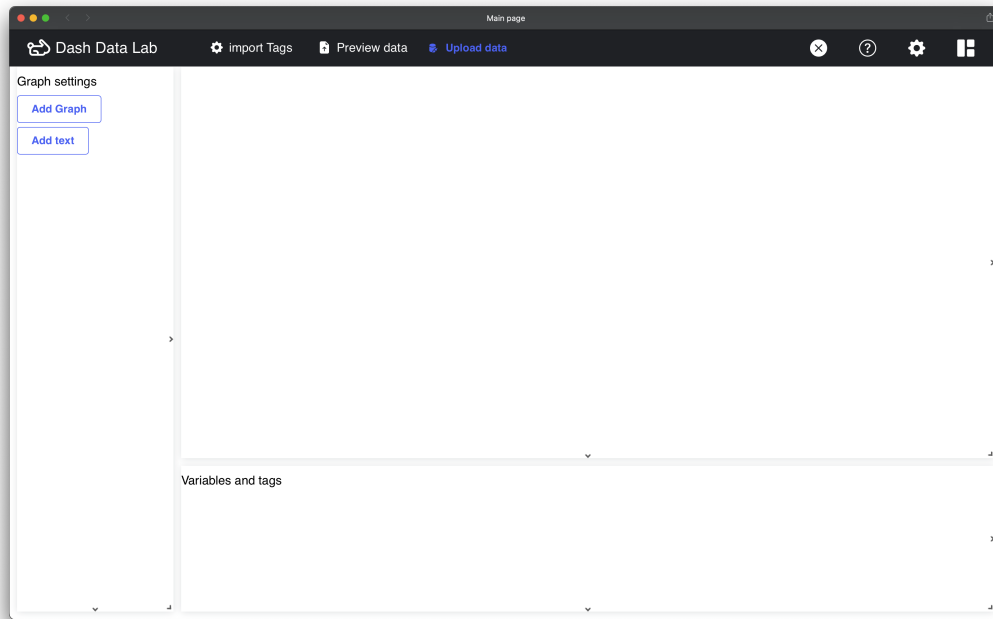 Main page
Dash Data Lab
import Tags
Preview data
Upload data
Graph settings
Add Graph
Add text
Variables and tags